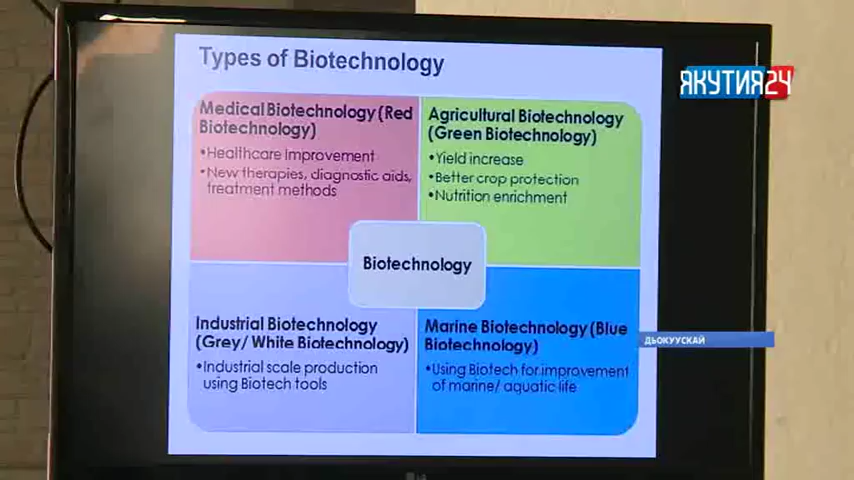 Types of Biotechnology
ЯКУТИЯ24
Medical Biotechnology (Red
Biotechnology)
•Healthcare Improvement
•New therapies, diagnostic aids,
treatment methods
Agricultural Biotechnology
(Green Biotechnology)
•Yield increase
•Better crop protection
•Nutrition enrichment
Biotechnology
Industrial Biotechnology
(Grey/ White Biotechnology)
•Industrial scale production
using Biotech tools
Marine Biotechnology (Blue
Biotechnology)
•Using Biotech for improvement
of marine/ aquatic life
ДЬОКУУСКАЙ